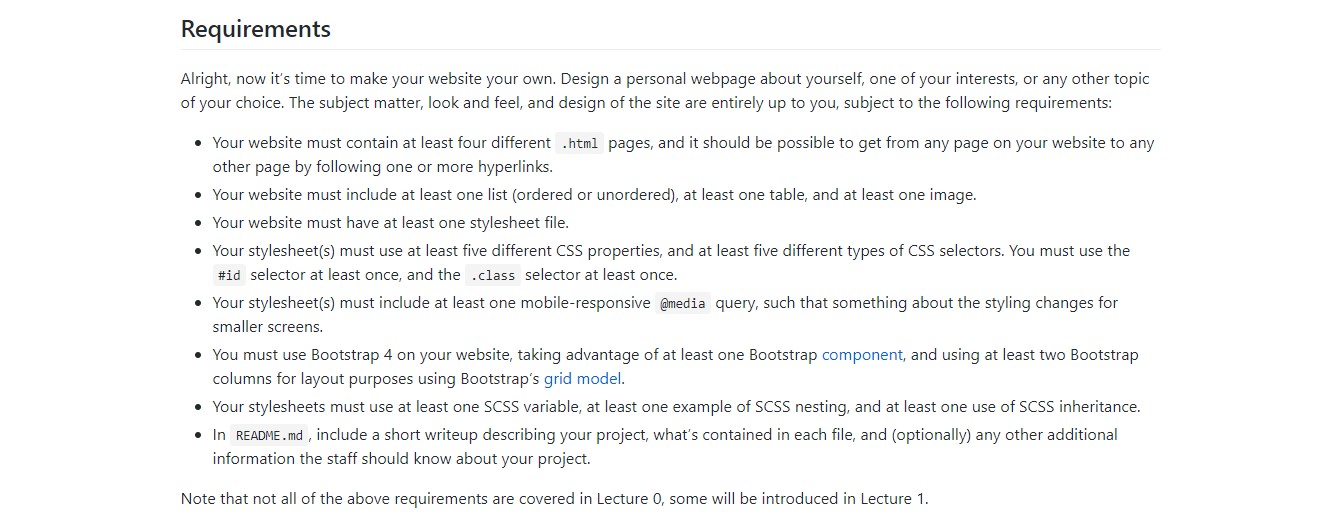 Requirements
Alright, now it's time to make your website your own. Design a personal webpage about yourself, one of your interests, or any other topic
of your choice. The subject matter, look and feel, and design of the site are entirely up to you, subject to the following requirements:
• Your website must contain at least four different .html pages, and it should be possible to get from any page on your website to any
other page by following one or more hyperlinks.
• Your website must include at least one list (ordered or unordered), at least one table, and at least one image.
• Your website must have at least one stylesheet file.
• Your stylesheet(s) must use at least five different CSS properties, and at least five different types of CSS selectors. You must use the
#id selector at least once, and the .class selector at least once.
• Your stylesheet(s) must include at least one mobile-responsive @media query, such that something about the styling changes for
smaller screens.
• You must use Bootstrap 4 on your website, taking advantage of at least one Bootstrap component, and using at least two Bootstrap
columns for layout purposes using Bootstrap's grid model.
• Your stylesheets must use at least one SCSS variable, at least one example of SCSS nesting, and at least one use of SCSS inheritance.
• In README.md , include a short writeup describing your project, what's contained in each file, and (optionally) any other additional
information the staff should know about your project.
Note that not all of the above requirements are covered in Lecture 0, some will be introduced in Lecture 1.